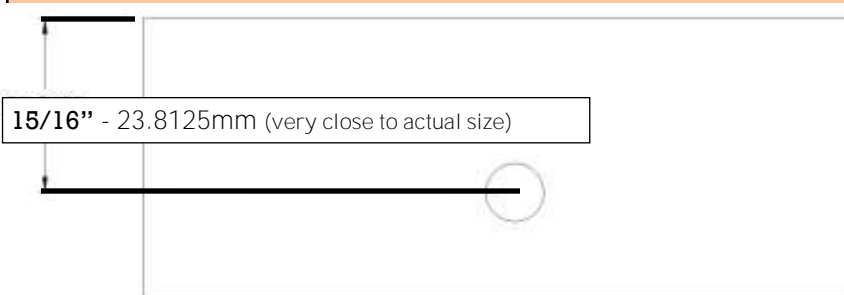 15/16” - 23.8125mm (very close to actual size)